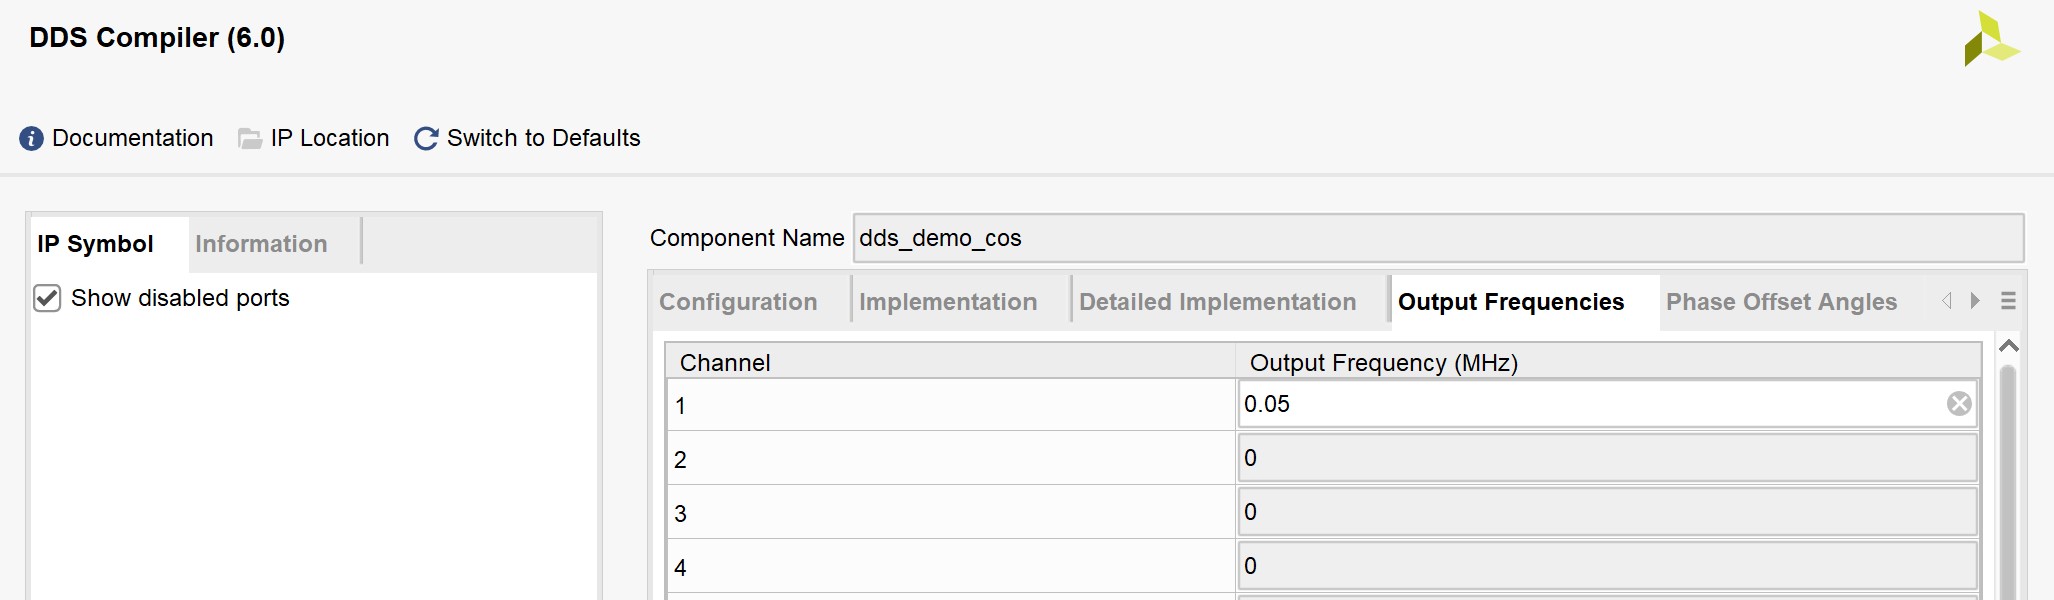 DDS Compiler (6.0)
Documentation IP Location Switch to Defaults
IP Symbol Information
Show disabled ports
Component Name dds_demo_cos
Configuration Implementation Detailed Implementation Output Frequencies Phase Offset Angles
Channel Output Frequency (MHz)
1 0.05
2 0
3 0
4 0